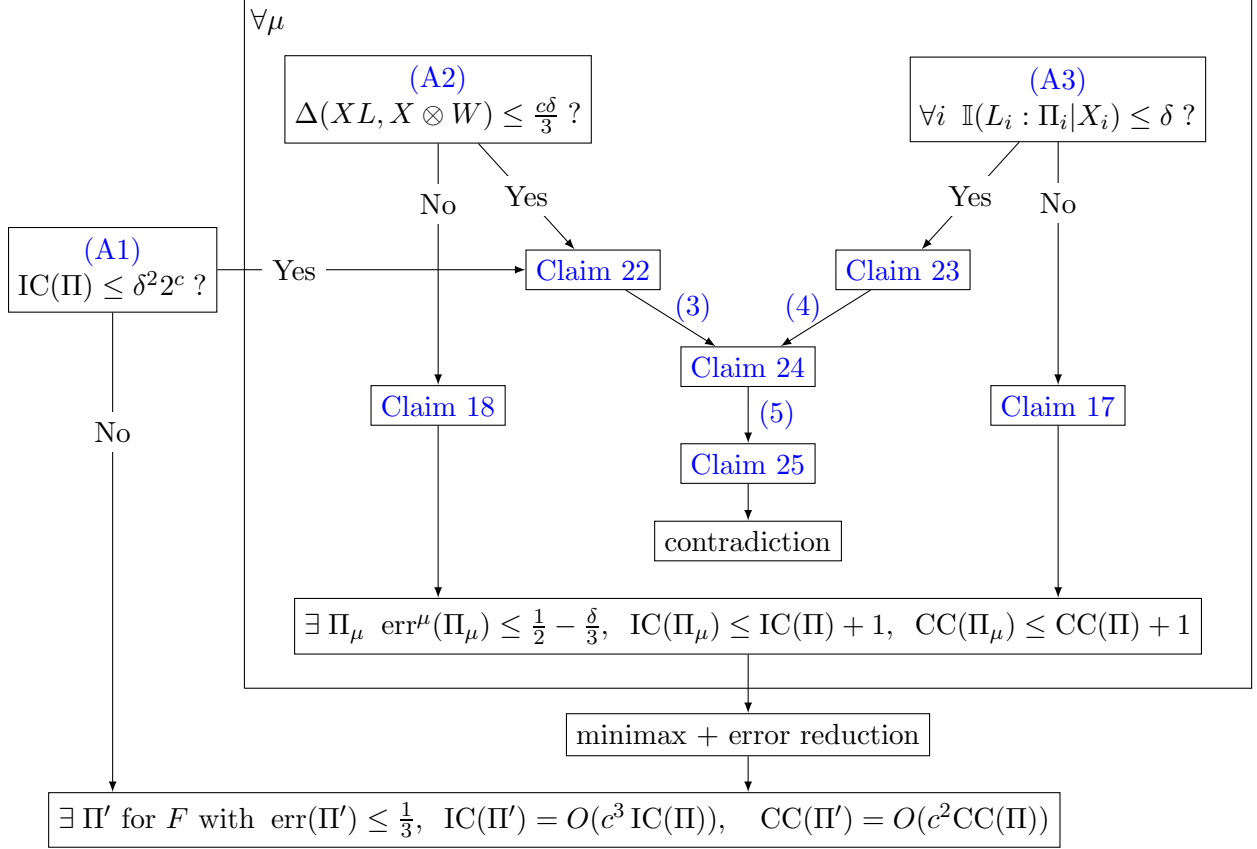 ∀μ
(A2)
Δ(XL, X ⊗ W) ≤ cδ/3 ?
(A3)
∀i 𝕀(L_i : Π_i|X_i) ≤ δ ?
No
Yes
Yes
No
(A1)
IC(Π) ≤ δ²2ᶜ ?
Yes
Claim 22
Claim 23
(3)
(4)
Claim 24
Claim 18
Claim 17
(5)
No
Claim 25
contradiction
∃ Π_μ err^μ(Π_μ) ≤ 1/2 − δ/3, IC(Π_μ) ≤ IC(Π) + 1, CC(Π_μ) ≤ CC(Π) + 1
minimax + error reduction
∃ Π′ for F with err(Π′) ≤ 1/3, IC(Π′) = O(c³ IC(Π)), CC(Π′) = O(c²CC(Π))